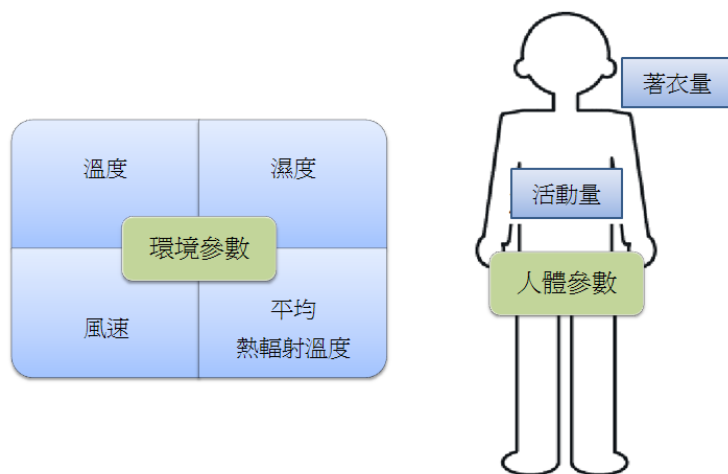 溫度
濕度
環境參數
風速
平均
熱輻射溫度
著衣量
活動量
人體參數